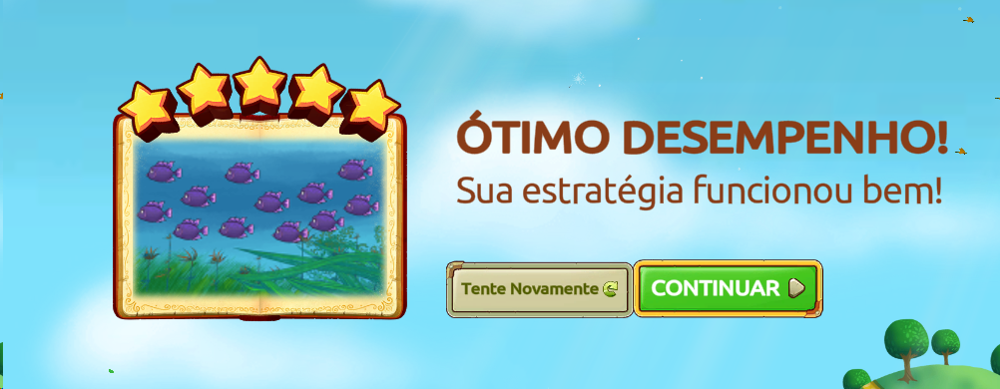 ÓTIMO DESEMPENHO!
Sua estratégia funcionou bem!
Tente Novamente
CONTINUAR